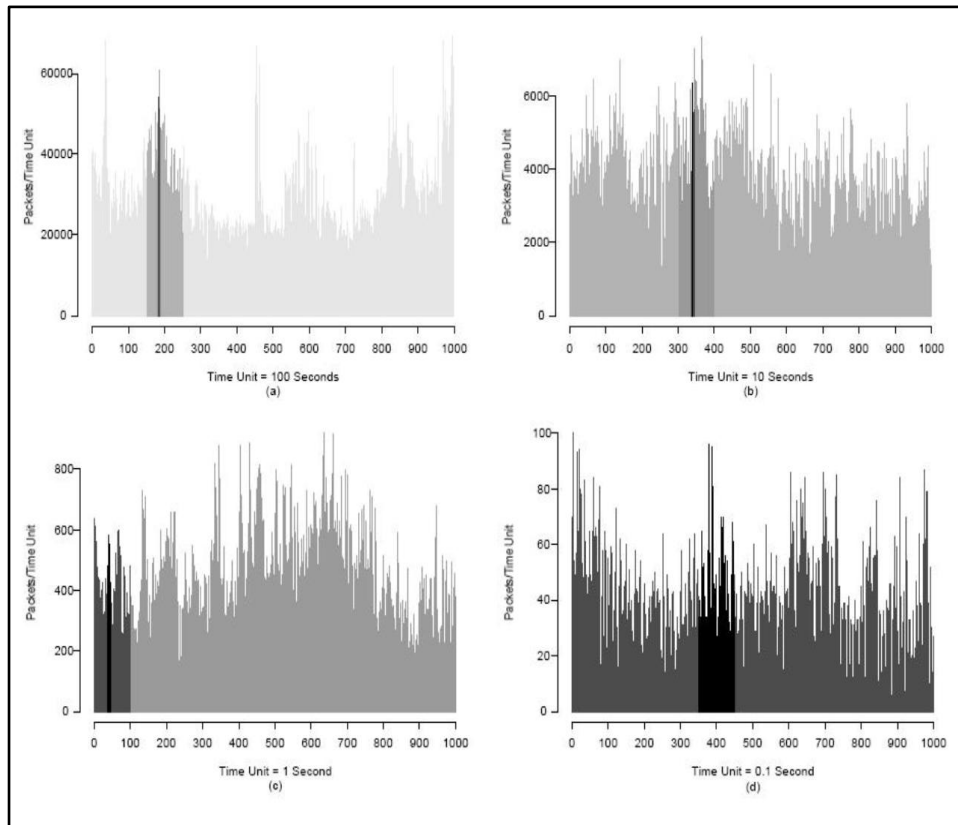 Packets/Time Unit
60000
40000
20000
0
0 100 200 300 400 500 600 700 800 900 1000
Time Unit = 100 Seconds
(a)
Packets/Time Unit
6000
4000
2000
0
0 100 200 300 400 500 600 700 800 900 1000
Time Unit = 10 Seconds
(b)
Packets/Time Unit
800
600
400
200
0
0 100 200 300 400 500 600 700 800 900 1000
Time Unit = 1 Second
(c)
Packets/Time Unit
100
80
60
40
20
0
0 100 200 300 400 500 600 700 800 900 1000
Time Unit = 0.1 Second
(d)